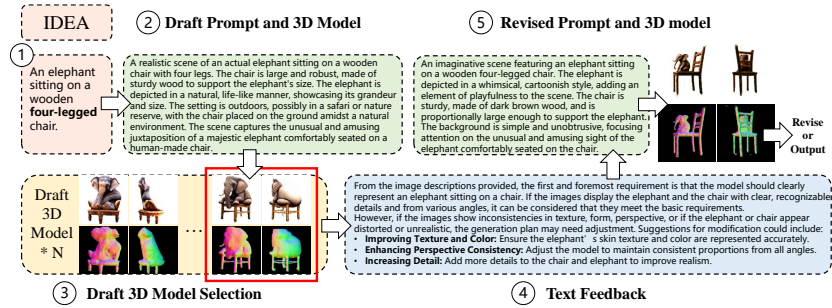 IDEA
② Draft Prompt and 3D Model
⑤ Revised Prompt and 3D model
①
An elephant
sitting on a
wooden
four-legged
chair.
A realistic scene of an actual elephant sitting on a wooden
chair with four legs. The chair is large and robust, made of
sturdy wood to support the elephant's size. The elephant is
depicted in a natural, life-like manner, showcasing its grandeur
and size. The setting is outdoors, possibly in a safari or nature
reserve, with the chair placed on the ground amidst a natural
environment. The scene captures the unusual and amusing
juxtaposition of a majestic elephant comfortably seated on a
human-made chair.
An imaginative scene featuring an elephant sitting
on a wooden four-legged chair. The elephant is
depicted in a whimsical, cartoonish style, adding an
element of playfulness to the scene. The chair is
sturdy, made of dark brown wood, and is
proportionally large enough to support the elephant.
The background is simple and unobtrusive, focusing
attention on the unusual and amusing sight of the
elephant comfortably seated on the chair.
Revise
or
Output
Draft
3D
Model
* N
...
From the image descriptions provided, the first and foremost requirement is that the model should clearly
represent an elephant sitting on a chair. If the images display the elephant and the chair with clear, recognizable
details and from various angles, it can be considered that they meet the basic requirements.
However, if the images show inconsistencies in texture, form, perspective, or if the elephant or chair appear
distorted or unrealistic, the generation plan may need adjustment. Suggestions for modification could include:
• Improving Texture and Color: Ensure the elephant' s skin texture and color are represented accurately.
• Enhancing Perspective Consistency: Adjust the model to maintain consistent proportions from all angles.
• Increasing Detail: Add more details to the chair and elephant to improve realism.
③ Draft 3D Model Selection
④ Text Feedback